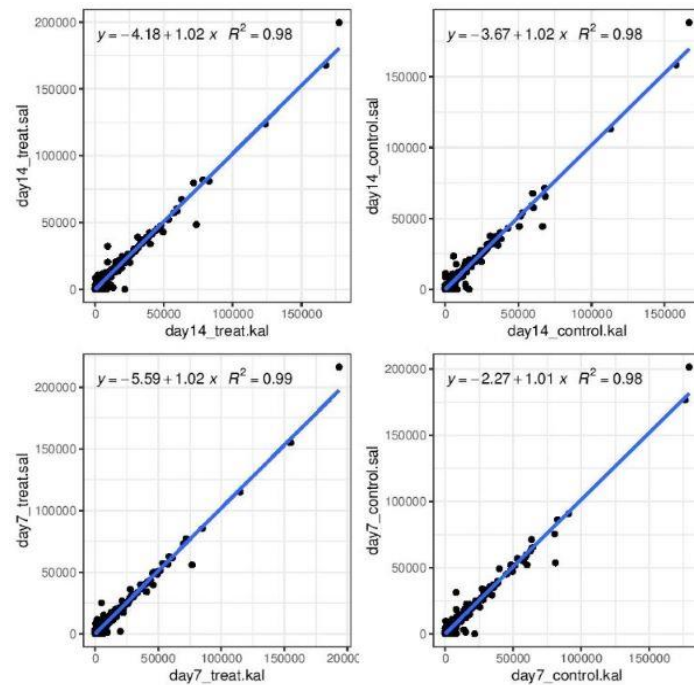 y = −4.18 + 1.02 x R² = 0.98
200000
150000
100000
50000
0
day14_treat.sal
0 50000 100000 150000
day14_treat.kal
y = −3.67 + 1.02 x R² = 0.98
150000
100000
50000
0
day14_control.sal
0 50000 100000 150000
day14_control.kal
y = −5.59 + 1.02 x R² = 0.99
200000
150000
100000
50000
0
day7_treat.sal
0 50000 100000 150000 20000
day7_treat.kal
y = −2.27 + 1.01 x R² = 0.98
200000
150000
100000
50000
0
day7_control.sal
0 50000 100000 150000
day7_control.kal